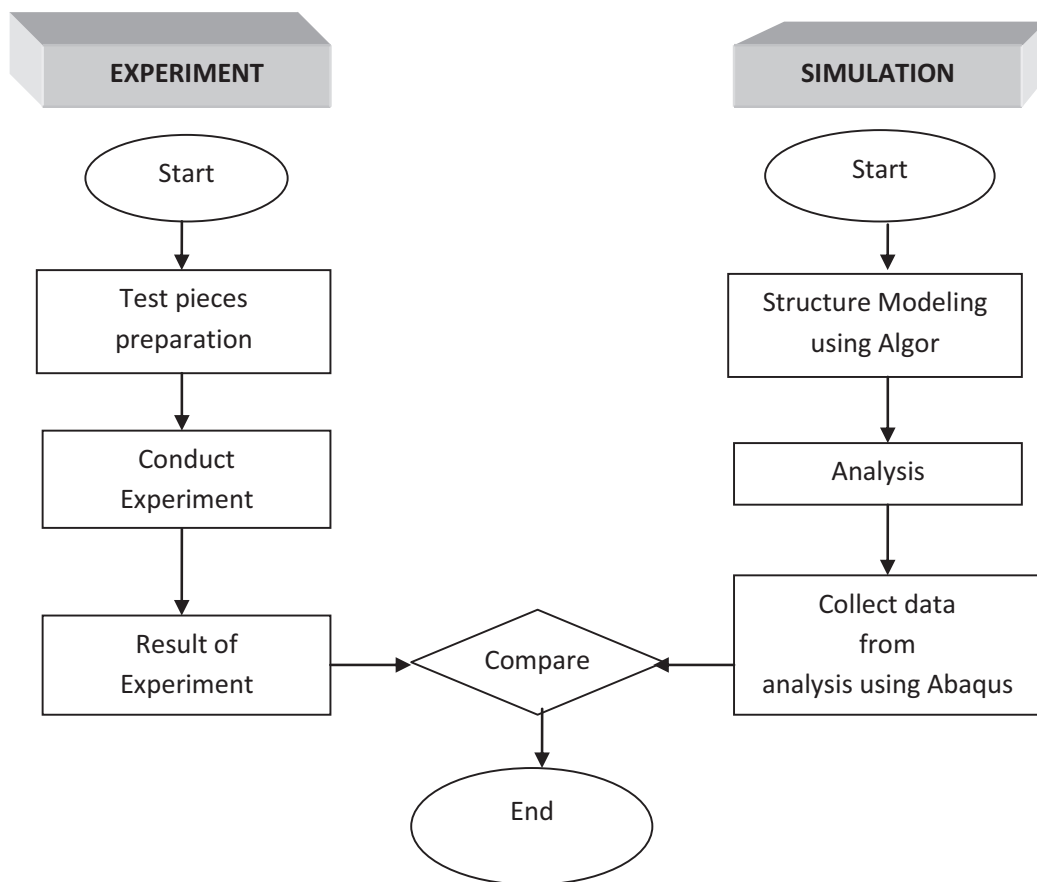 EXPERIMENT
Start
Test pieces
preparation
Conduct
Experiment
Result of
Experiment
SIMULATION
Start
Structure Modeling
using Algor
Analysis
Collect data
from
analysis using Abaqus
Compare
End